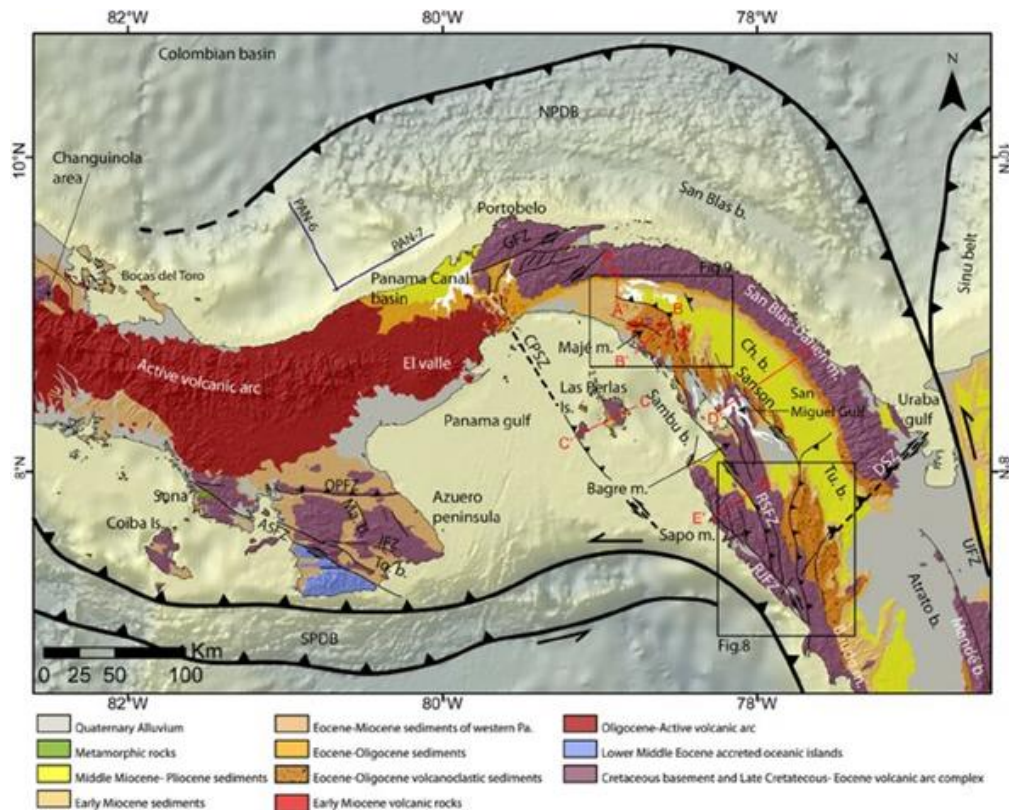 82°W
80°W
78°W
Colombian basin
N
NPDB
10°N
10°N
Changuinola
area
San Blas b.
Portobelo
PAN-6
PAN-7
GFZ
Sinu belt
Bocas del Toro
Panama Canal
basin
Fig.9
San Blas-Darien m.
A
B
Majé m.
B'
Ch. b.
CPSZ
El valle
Active volcanic arc
Las Perlas
Is.
C
C'
Sambu b.
Sanson
San
Miguel Gulf
D
Uraba
gulf
Panama gulf
8°N
8°N
DSZ
Tu. b.
Bagre m.
Sona
OPFZ
Azuero
peninsula
Coiba Is.
ASFZ
Ma. b.
JFZ
To. b.
RSFZ
E'
Sapo m.
RJFZ
UFZ
Atrato b.
Mande b.
SPDB
Km
0 25 50 100
Fig.8
82°W
80°W
78°W
Quaternary Alluvium
Metamorphic rocks
Middle Miocene- Pliocene sediments
Early Miocene sediments
Eocene-Miocene sediments of western Pa.
Eocene-Oligocene sediments
Eocene-Oligocene volcanoclastic sediments
Early Miocene volcanic rocks
Oligocene-Active volcanic arc
Lower Middle Eocene accreted oceanic islands
Cretaceous basement and Late Cretatecous- Eocene volcanic arc complex